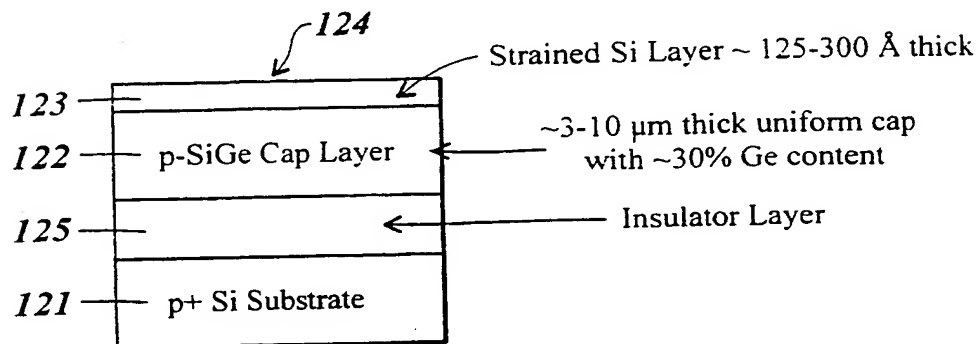 124
Strained Si Layer ~ 125-300 Å thick
123
122
p-SiGe Cap Layer
~3-10 μm thick uniform cap
with ~30% Ge content
125
Insulator Layer
121
p+ Si Substrate